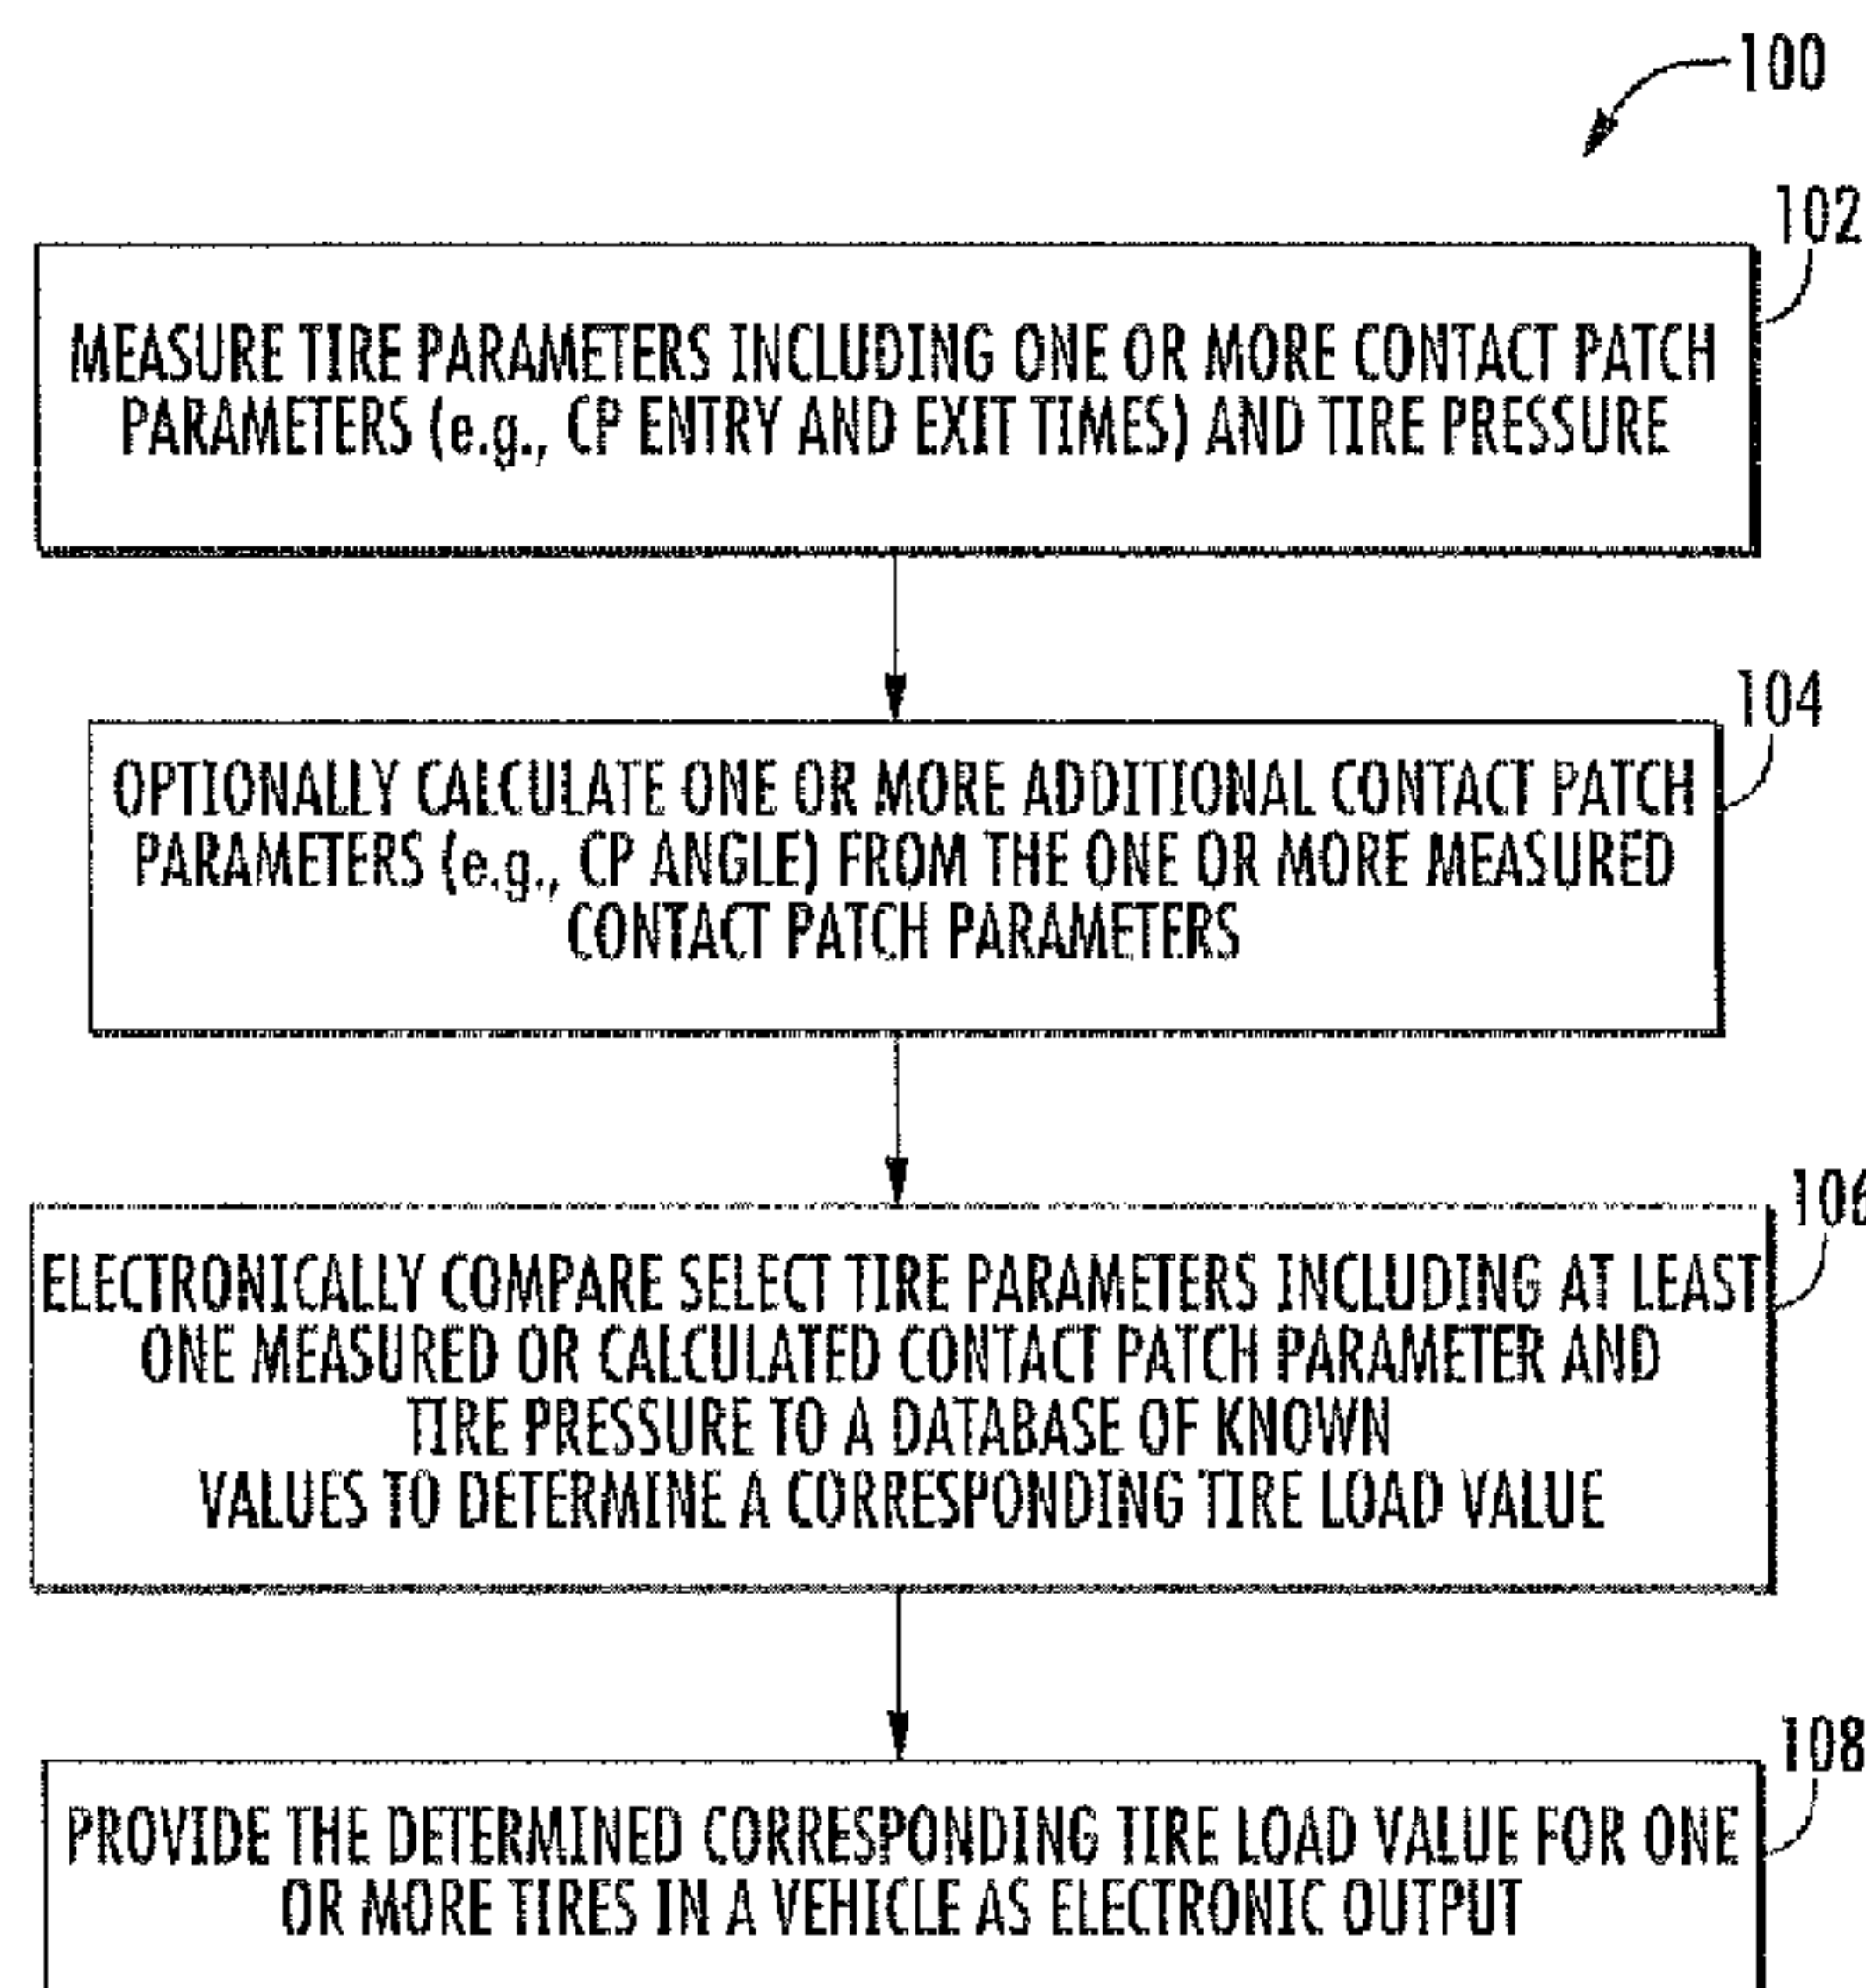 100
102
MEASURE TIRE PARAMETERS INCLUDING ONE OR MORE CONTACT PATCH
PARAMETERS (e.g., CP ENTRY AND EXIT TIMES) AND TIRE PRESSURE
104
OPTIONALLY CALCULATE ONE OR MORE ADDITIONAL CONTACT PATCH
PARAMETERS (e.g., CP ANGLE) FROM THE ONE OR MORE MEASURED
CONTACT PATCH PARAMETERS
106
ELECTRONICALLY COMPARE SELECT TIRE PARAMETERS INCLUDING AT LEAST
ONE MEASURED OR CALCULATED CONTACT PATCH PARAMETER AND
TIRE PRESSURE TO A DATABASE OF KNOWN
VALUES TO DETERMINE A CORRESPONDING TIRE LOAD VALUE
108
PROVIDE THE DETERMINED CORRESPONDING TIRE LOAD VALUE FOR ONE
OR MORE TIRES IN A VEHICLE AS ELECTRONIC OUTPUT